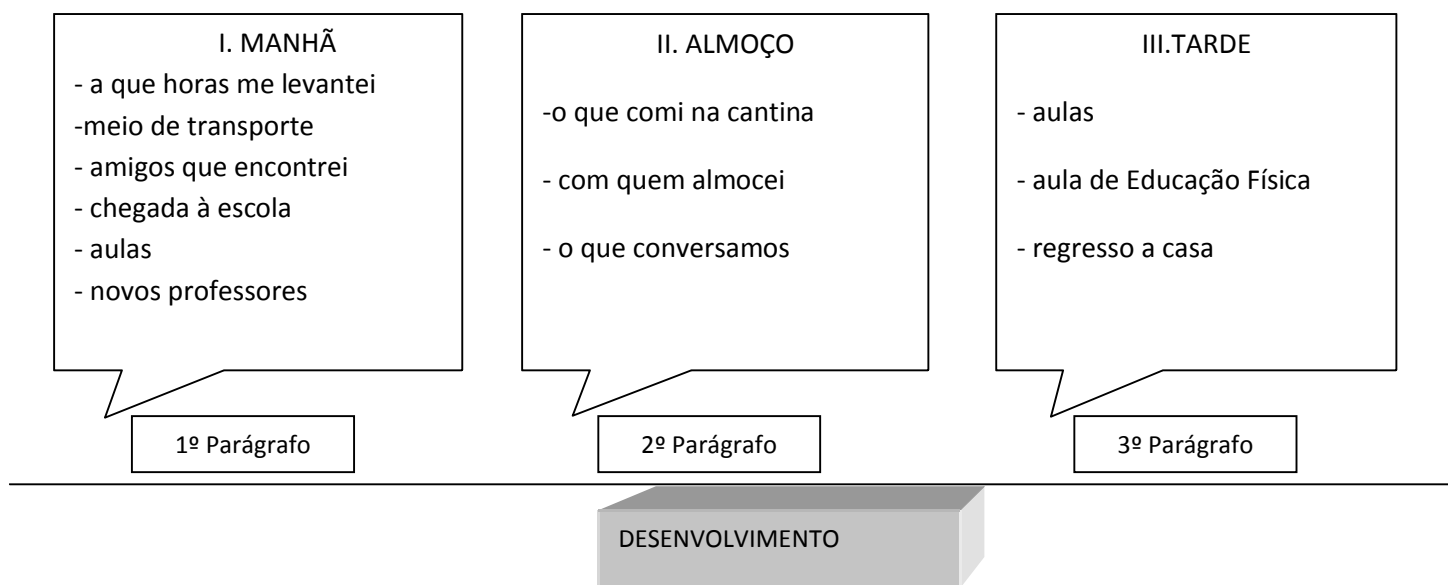 I. MANHÃ
- a que horas me levantei
-meio de transporte
- amigos que encontrei
- chegada à escola
- aulas
- novos professores
1º Parágrafo
II. ALMOÇO
-o que comi na cantina
- com quem almocei
- o que conversamos
2º Parágrafo
III.TARDE
- aulas
- aula de Educação Física
- regresso a casa
3º Parágrafo
DESENVOLVIMENTO